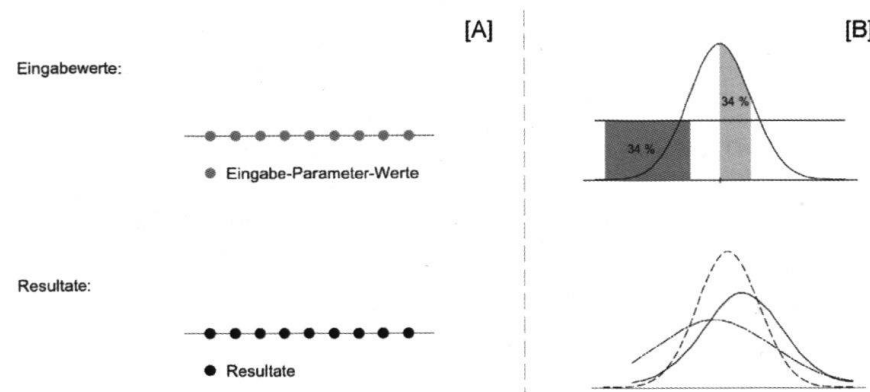 [A]
[B]
Eingabewerte:
34 %
34 %
Eingabe-Parameter-Werte
Resultate:
Resultate